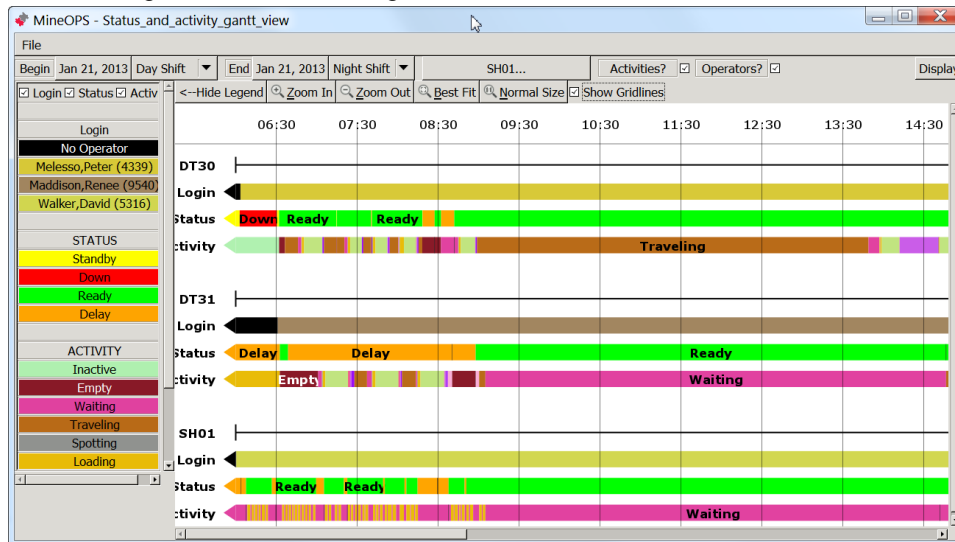 MineOPS - Status_and_activity_gantt_view
File
Begin Jan 21, 2013 Day Shift End Jan 21, 2013 Night Shift SH01... Activities? Operators? Display
Login Status Activ <--Hide Legend Zoom In Zoom Out Best Fit Normal Size Show Gridlines
06:30 07:30 08:30 09:30 10:30 11:30 12:30 13:30 14:30
Login
No Operator
Melesso,Peter (4339)
Maddison,Renee (9540)
Walker,David (5316)
STATUS
Standby
Down
Ready
Delay
ACTIVITY
Inactive
Empty
Waiting
Traveling
Spotting
Loading
DT30
Login
Status Down Ready Ready
ctivity Traveling
DT31
Login
Status Delay Delay Ready
ctivity Empty Waiting
SH01
Login
Status Ready Ready
ctivity Waiting